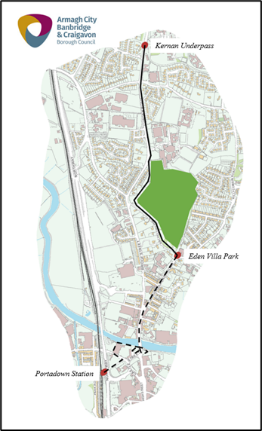 Armagh City
Banbridge
& Craigavon
Borough Council
Kernan Underpass
Eden Villa Park
Portadown Station